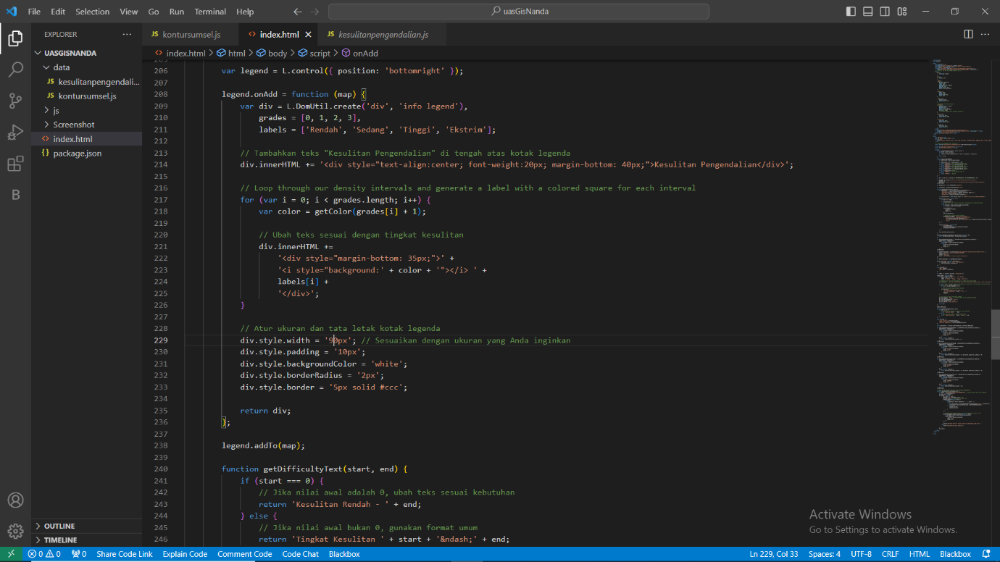 File Edit Selection View Go Run Terminal Help
uasGisNanda
EXPLORER
JS kontursumsel.js
<> index.html
JS kesulitanpengendalian.js
UASGISNANDA
data
JS kesulitanpengendali...
JS kontursumsel.js
js
Screenshot
<> index.html
{} package.json
OUTLINE
TIMELINE
<> index.html > html > body > script > onAdd
206 var legend = L.control({ position: 'bottomright' });
207
208 legend.onAdd = function (map) {
209 var div = L.DomUtil.create('div', 'info legend'),
210 grades = [0, 1, 2, 3],
211 labels = ['Rendah', 'Sedang', 'Tinggi', 'Ekstrim'];
212
213 // Tambahkan teks "Kesulitan Pengendalian" di tengah atas kotak legenda
214 div.innerHTML += '<div style="text-align:center; font-weight:20px; margin-bottom: 40px;">Kesulitan Pengendalian</div>';
215
216 // Loop through our density intervals and generate a label with a colored square for each interval
217 for (var i = 0; i < grades.length; i++) {
218 var color = getColor(grades[i] + 1);
219
220 // Ubah teks sesuai dengan tingkat kesulitan
221 div.innerHTML +=
222 '<div style="margin-bottom: 35px;">' +
223 '<i style="background:' + color + '"></i> ' +
224 labels[i] +
225 '</div>';
226 }
227
228 // Atur ukuran dan tata letak kotak legenda
229 div.style.width = '90px'; // Sesuaikan dengan ukuran yang Anda inginkan
230 div.style.padding = '10px';
231 div.style.backgroundColor = 'white';
232 div.style.borderRadius = '2px';
233 div.style.border = '5px solid #ccc';
234
235 return div;
236 };
237
238 legend.addTo(map);
239
240 function getDifficultyText(start, end) {
241 if (start === 0) {
242 // Jika nilai awal adalah 0, ubah teks sesuai kebutuhan
243 return 'Kesulitan Rendah - ' + end;
244 } else {
245 // Jika nilai awal bukan 0, gunakan format umum
246 return 'Tingkat Kesulitan ' + start + '&ndash;' + end;
Activate Windows
Go to Settings to activate Windows.
0 0 0 Share Code Link Explain Code Comment Code Code Chat Blackbox
Ln 229, Col 33 Spaces: 4 UTF-8 CRLF HTML Blackbox